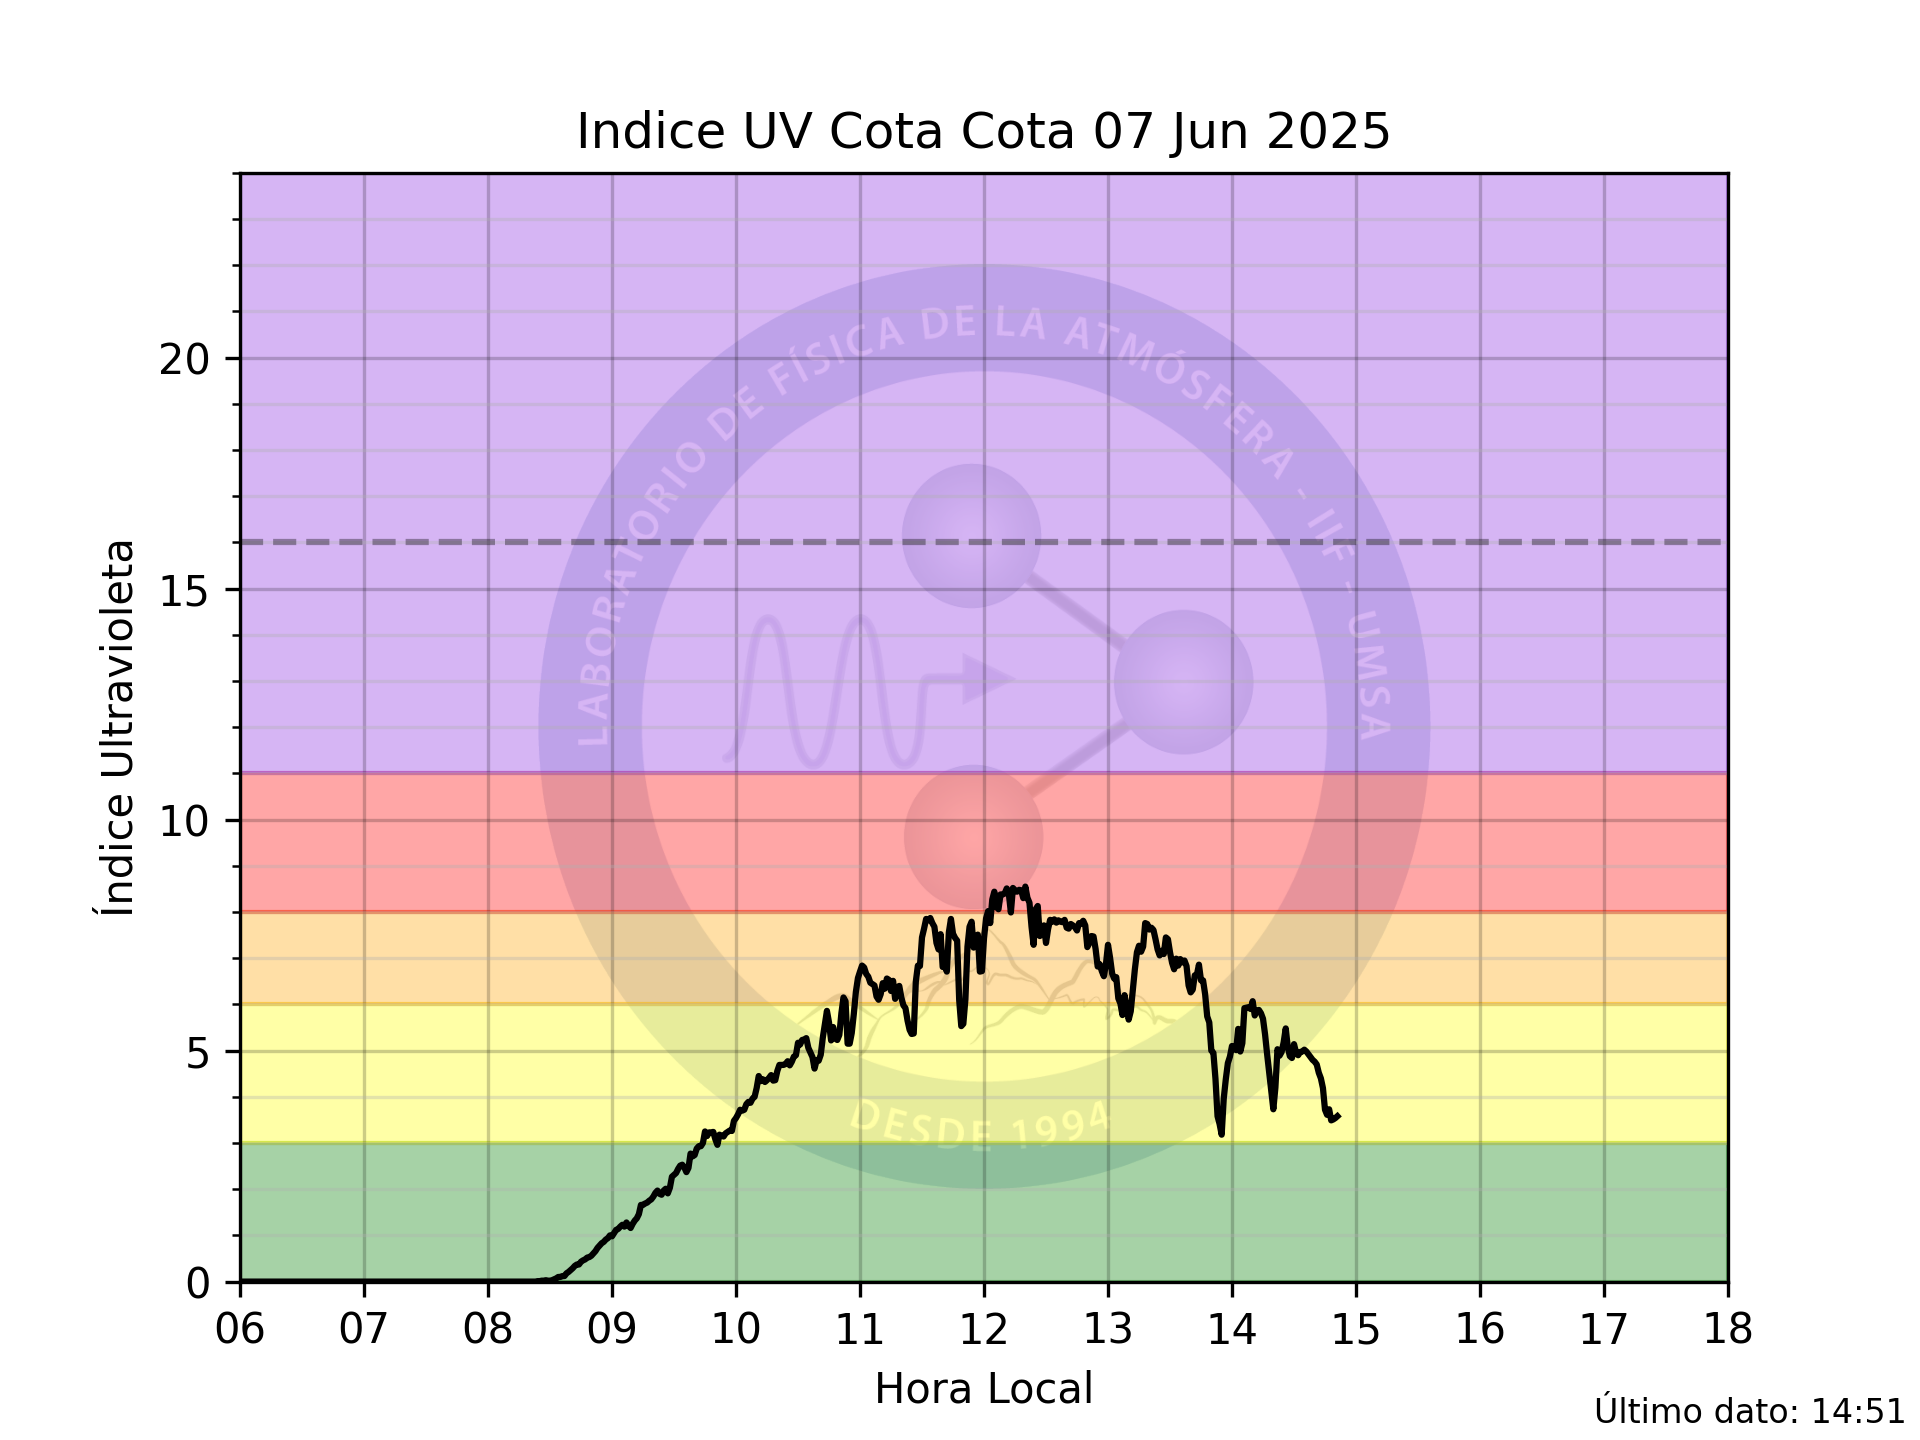 Indice UV Cota Cota 07 Jun 2025
Índice Ultravioleta
20
15
10
5
0
LABORATORIO DE FÍSICA DE LA ATMÓSFERA - IIF - UMSA
DESDE 1994
06 07 08 09 10 11 12 13 14 15 16 17 18
Hora Local
Último dato: 14:51